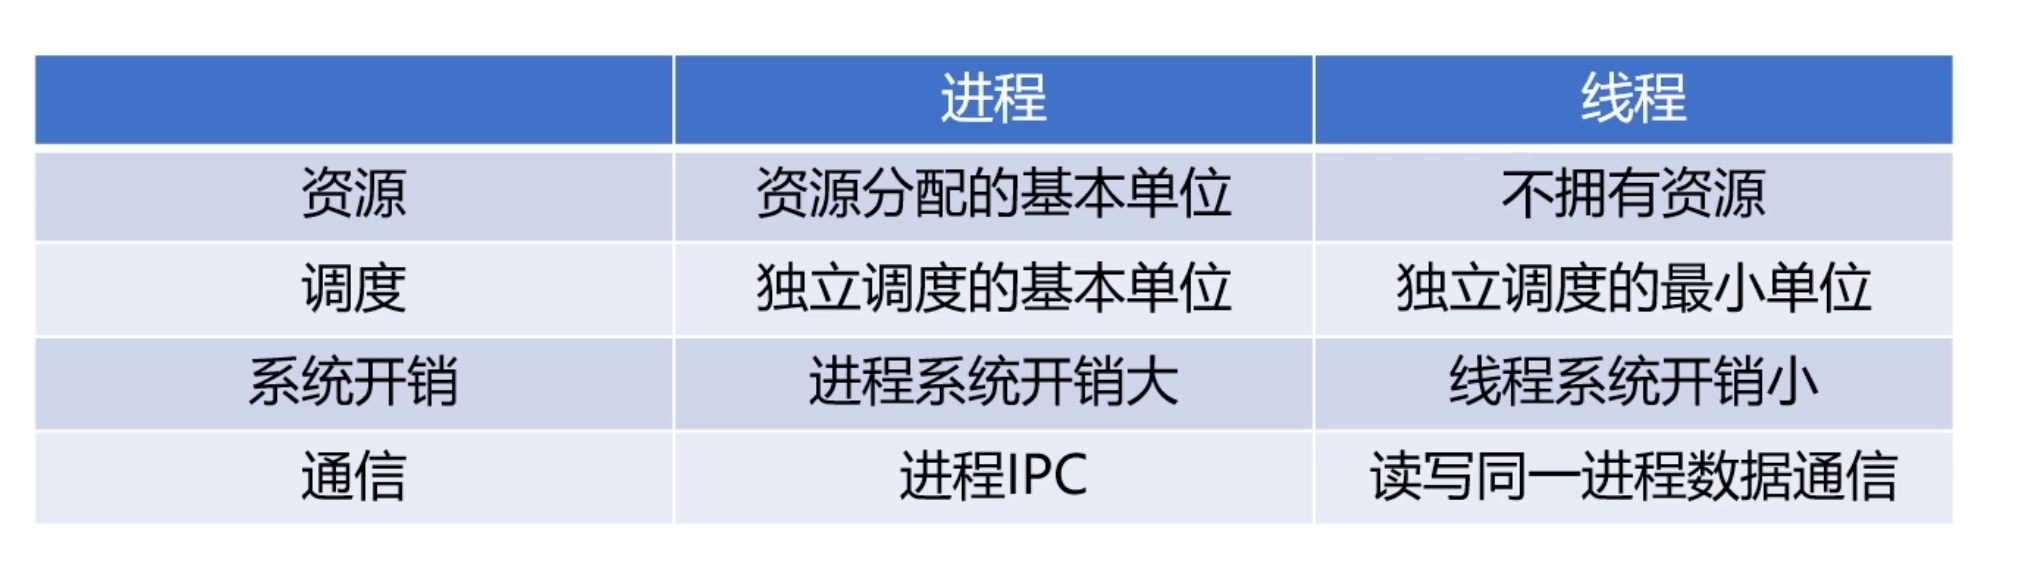 进程 线程
资源 资源分配的基本单位 不拥有资源
调度 独立调度的基本单位 独立调度的最小单位
系统开销 进程系统开销大 线程系统开销小
通信 进程IPC 读写同一进程数据通信